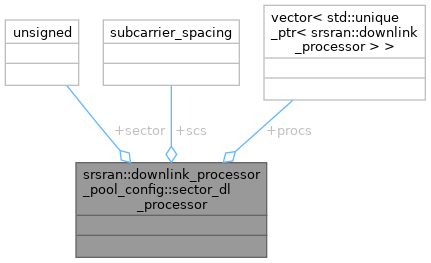 unsigned
subcarrier_spacing
vector< std::unique
_ptr< srsran::downlink
_processor > >
+sector
+scs
+procs
srsran::downlink_processor
_pool_config::sector_dl
_processor